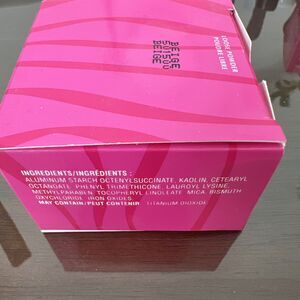 BEIGE
BEIGE
LOOSE POWDER
POUDRE LIBRE
INGREDIENTS/INGRÉDIENTS :
ALUMINUM STARCH OCTENYLSUCCINATE, KAOLIN, CETEARYL
OCTANOATE, PHENYL TRIMETHICONE, LAUROYL LYSINE,
METHYLPARABEN, TOCOPHERYL LINOLEATE, MICA, BISMUTH
OXYCHLORIDE, IRON OXIDES.
MAY CONTAIN/PEUT CONTENIR : TITANIUM DIOXIDE